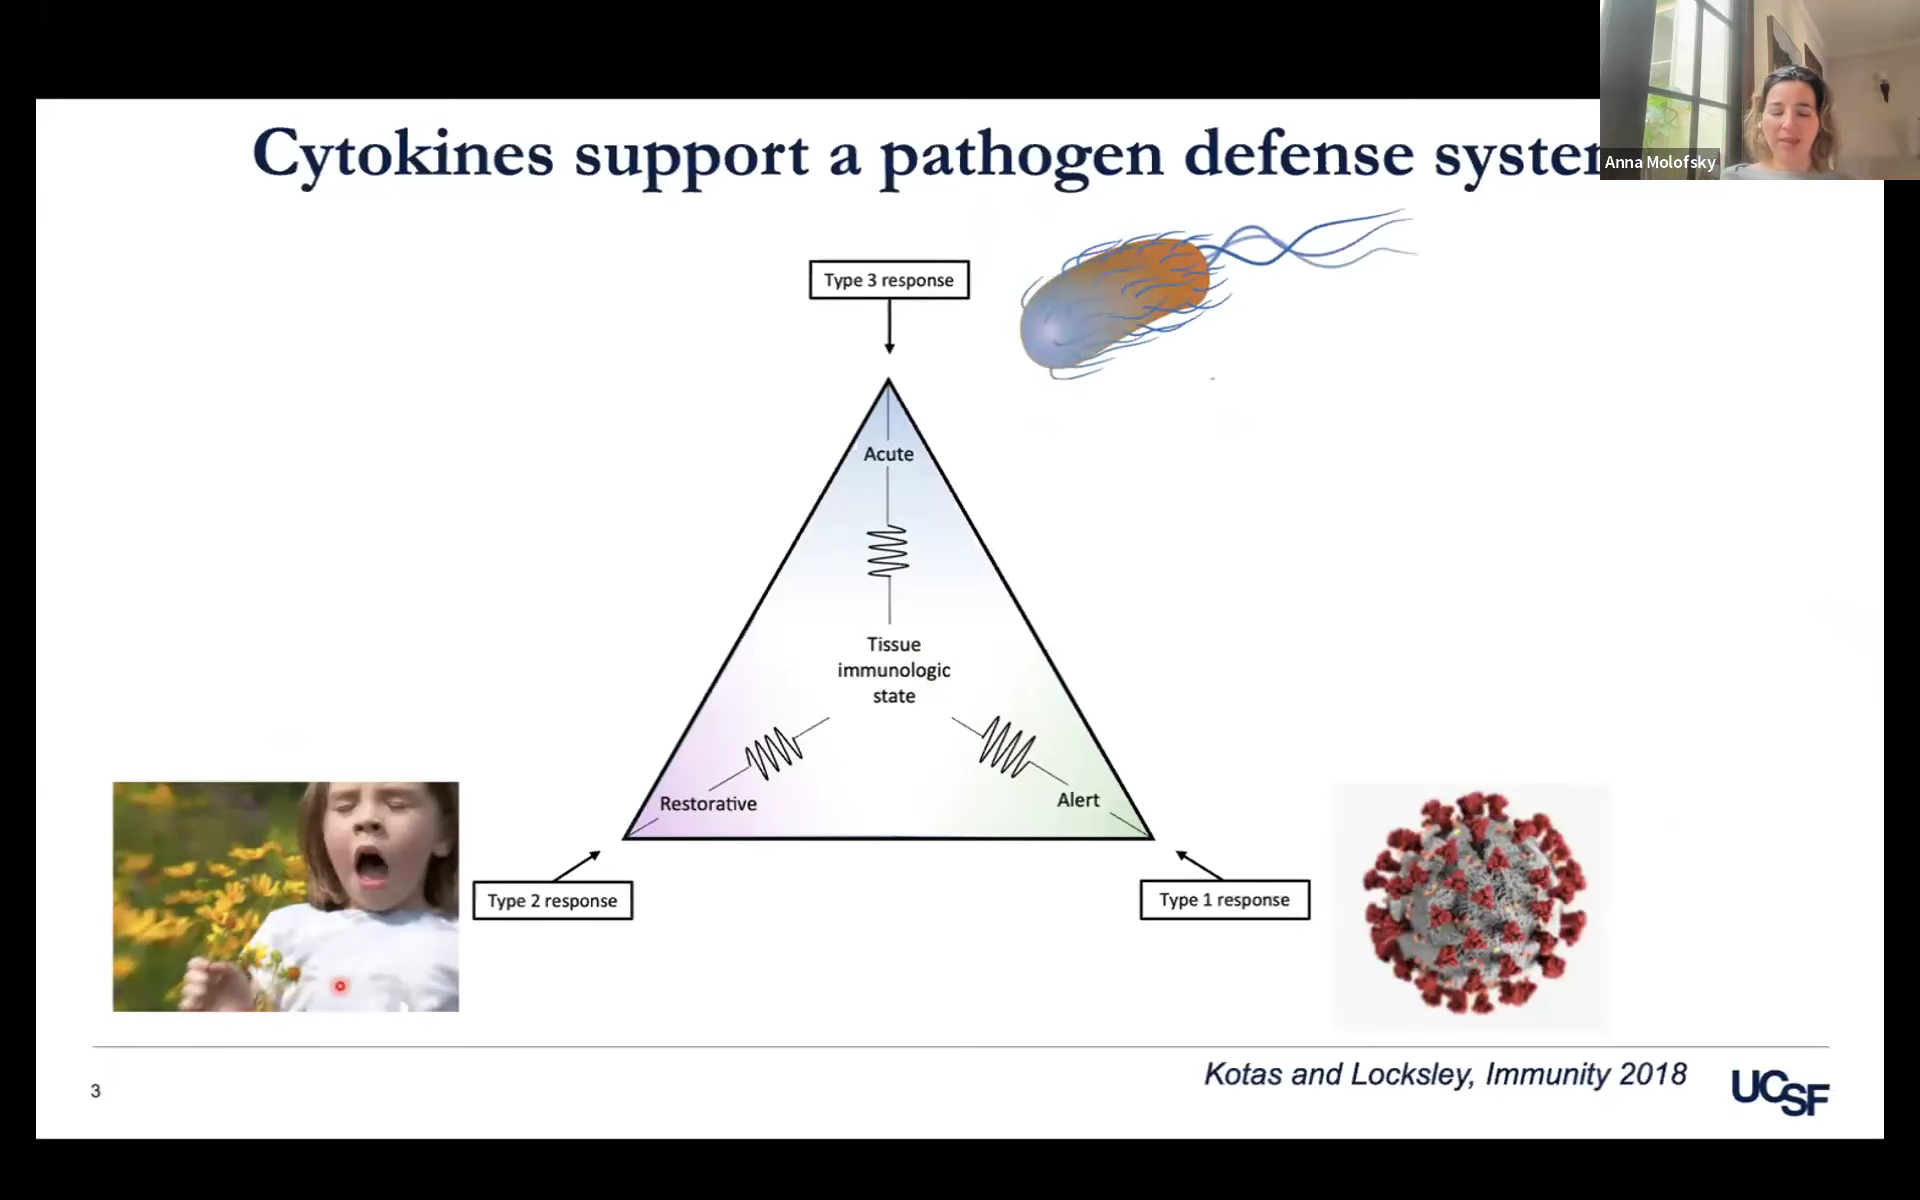 Cytokines support a pathogen defense syste
Anna Molofsky
Type 3 response
Acute
Tissue
immunologic
state
Restorative
Alert
Type 2 response
Type 1 response
Kotas and Locksley, Immunity 2018
3
UCSF